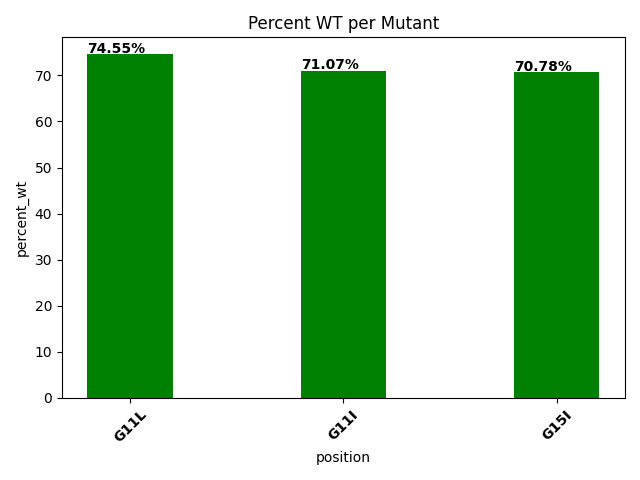 Percent WT per Mutant
74.55%
71.07%
70.78%
percent_wt
70
60
50
40
30
20
10
0
G11L
G11I
G15I
position